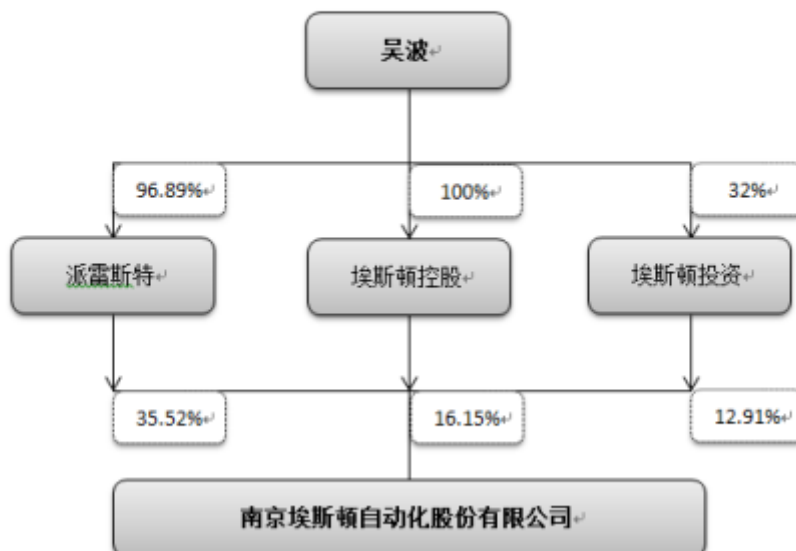 吴波
96.89%
100%
32%
派雷斯特
埃斯顿控股
埃斯顿投资
35.52%
16.15%
12.91%
南京埃斯顿自动化股份有限公司